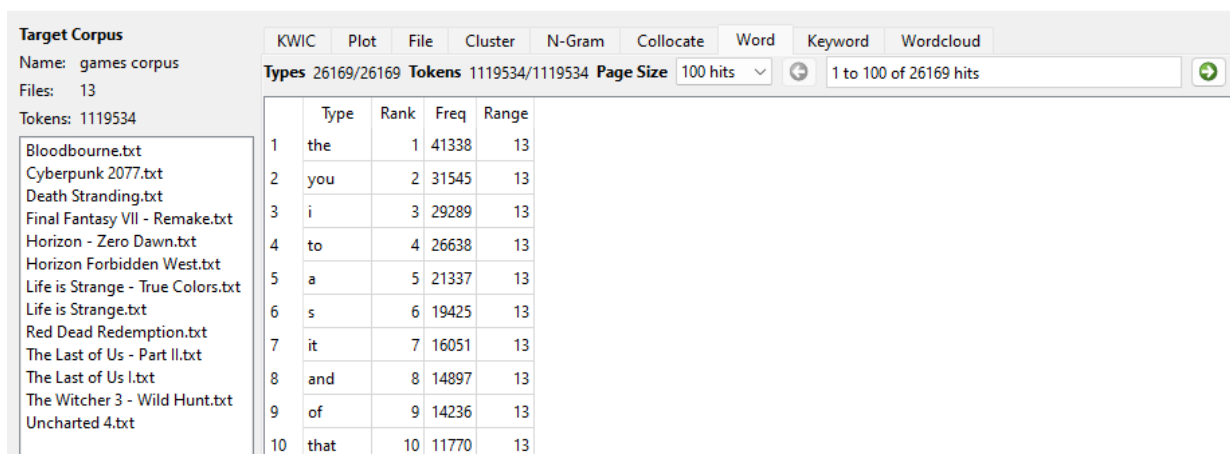 Target Corpus
Name: games corpus
Files: 13
Tokens: 1119534
Bloodbourne.txt
Cyberpunk 2077.txt
Death Stranding.txt
Final Fantasy VII - Remake.txt
Horizon - Zero Dawn.txt
Horizon Forbidden West.txt
Life is Strange - True Colors.txt
Life is Strange.txt
Red Dead Redemption.txt
The Last of Us - Part II.txt
The Last of Us I.txt
The Witcher 3 - Wild Hunt.txt
Uncharted 4.txt
KWIC Plot File Cluster N-Gram Collocate Word Keyword Wordcloud
Types 26169/26169 Tokens 1119534/1119534 Page Size 100 hits 1 to 100 of 26169 hits
Type Rank Freq Range
1 the 1 41338 13
2 you 2 31545 13
3 i 3 29289 13
4 to 4 26638 13
5 a 5 21337 13
6 s 6 19425 13
7 it 7 16051 13
8 and 8 14897 13
9 of 9 14236 13
10 that 10 11770 13